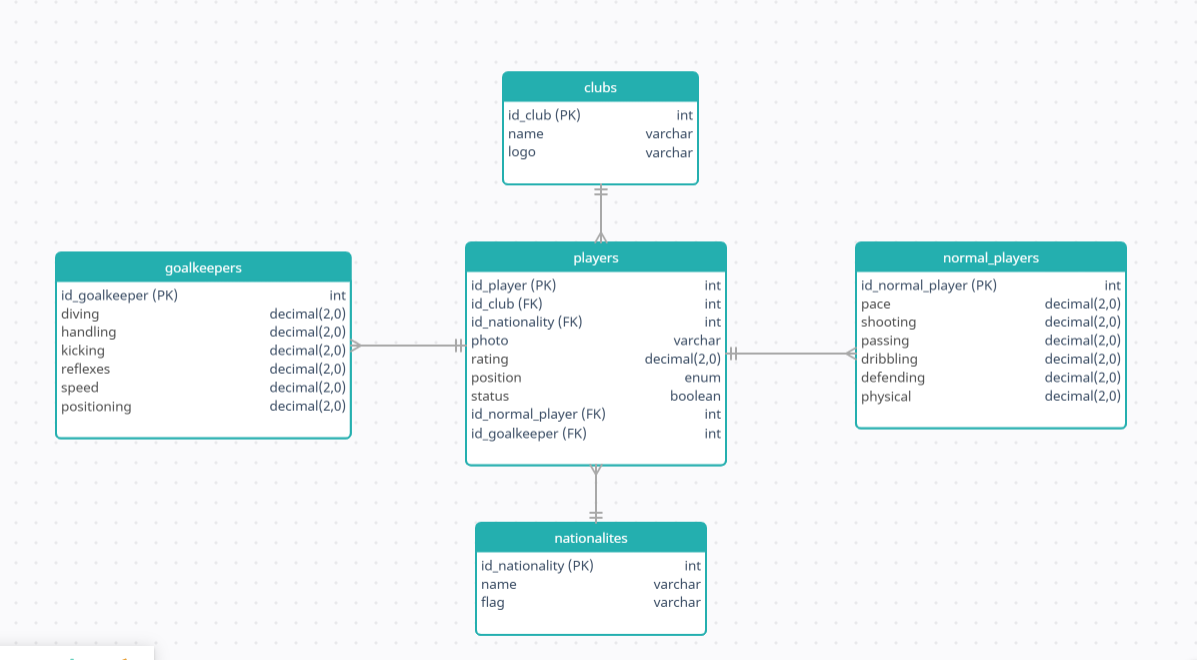 clubs
id_club (PK) int
name varchar
logo varchar
goalkeepers
id_goalkeeper (PK) int
diving decimal(2,0)
handling decimal(2,0)
kicking decimal(2,0)
reflexes decimal(2,0)
speed decimal(2,0)
positioning decimal(2,0)
players
id_player (PK) int
id_club (FK) int
id_nationality (FK) int
photo varchar
rating decimal(2,0)
position enum
status boolean
id_normal_player (FK) int
id_goalkeeper (FK) int
normal_players
id_normal_player (PK) int
pace decimal(2,0)
shooting decimal(2,0)
passing decimal(2,0)
dribbling decimal(2,0)
defending decimal(2,0)
physical decimal(2,0)
nationalites
id_nationality (PK) int
name varchar
flag varchar